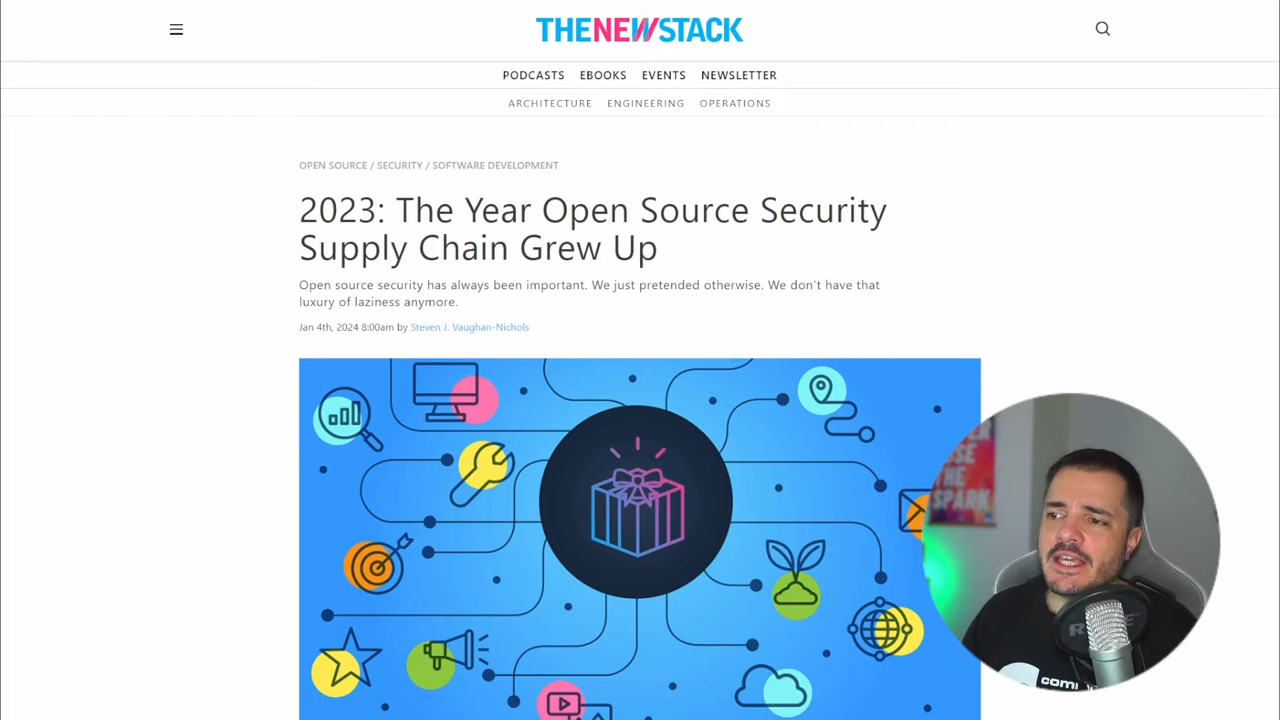 THENEWSTACK
PODCASTS EBOOKS EVENTS NEWSLETTER
ARCHITECTURE ENGINEERING OPERATIONS
OPEN SOURCE / SECURITY / SOFTWARE DEVELOPMENT
2023: The Year Open Source Security
Supply Chain Grew Up
Open source security has always been important. We just pretended otherwise. We don't have that
luxury of laziness anymore.
Jan 4th, 2024 8:00am by Steven J. Vaughan-Nichols
THE
SPARK